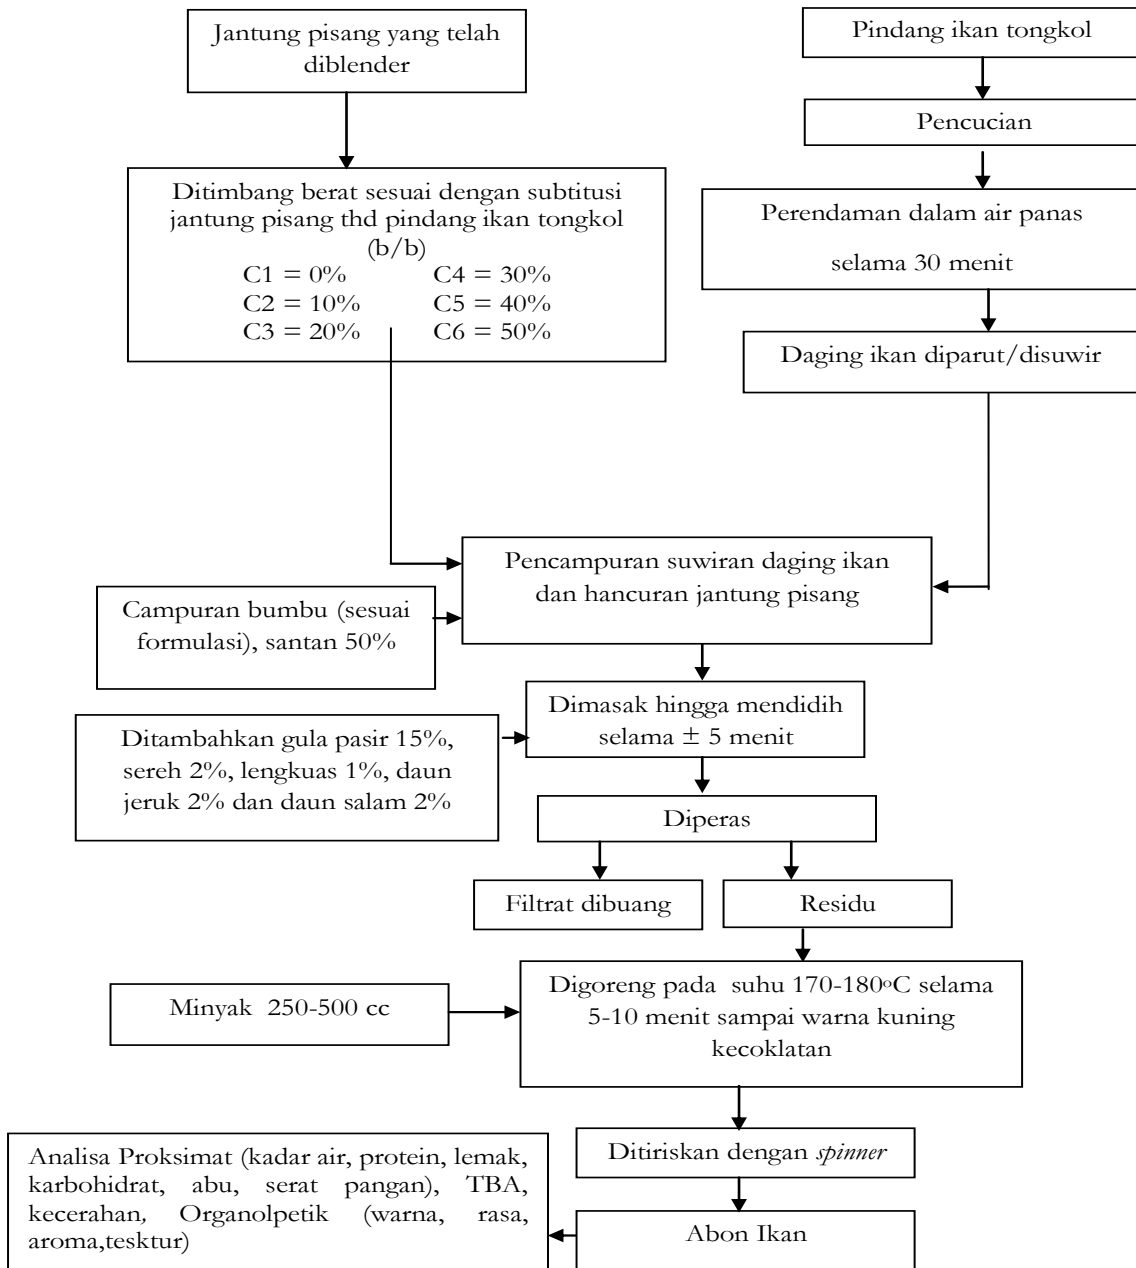 Jantung pisang yang telah
diblender
Pindang ikan tongkol
Pencucian
Ditimbang berat sesuai dengan subtitusi
jantung pisang thd pindang ikan tongkol
(b/b)
C1 = 0% C4 = 30%
C2 = 10% C5 = 40%
C3 = 20% C6 = 50%
Perendaman dalam air panas
selama 30 menit
Daging ikan diparut/disuwir
Pencampuran suwiran daging ikan
dan hancuran jantung pisang
Campuran bumbu (sesuai
formulasi), santan 50%
Dimasak hingga mendidih
selama ± 5 menit
Ditambahkan gula pasir 15%,
sereh 2%, lengkuas 1%, daun
jeruk 2% dan daun salam 2%
Diperas
Filtrat dibuang
Residu
Digoreng pada suhu 170-180°C selama
5-10 menit sampai warna kuning
kecoklatan
Minyak 250-500 cc
Ditiriskan dengan spinner
Abon Ikan
Analisa Proksimat (kadar air, protein, lemak,
karbohidrat, abu, serat pangan), TBA,
kecerahan, Organolpetik (warna, rasa,
aroma,tesktur)